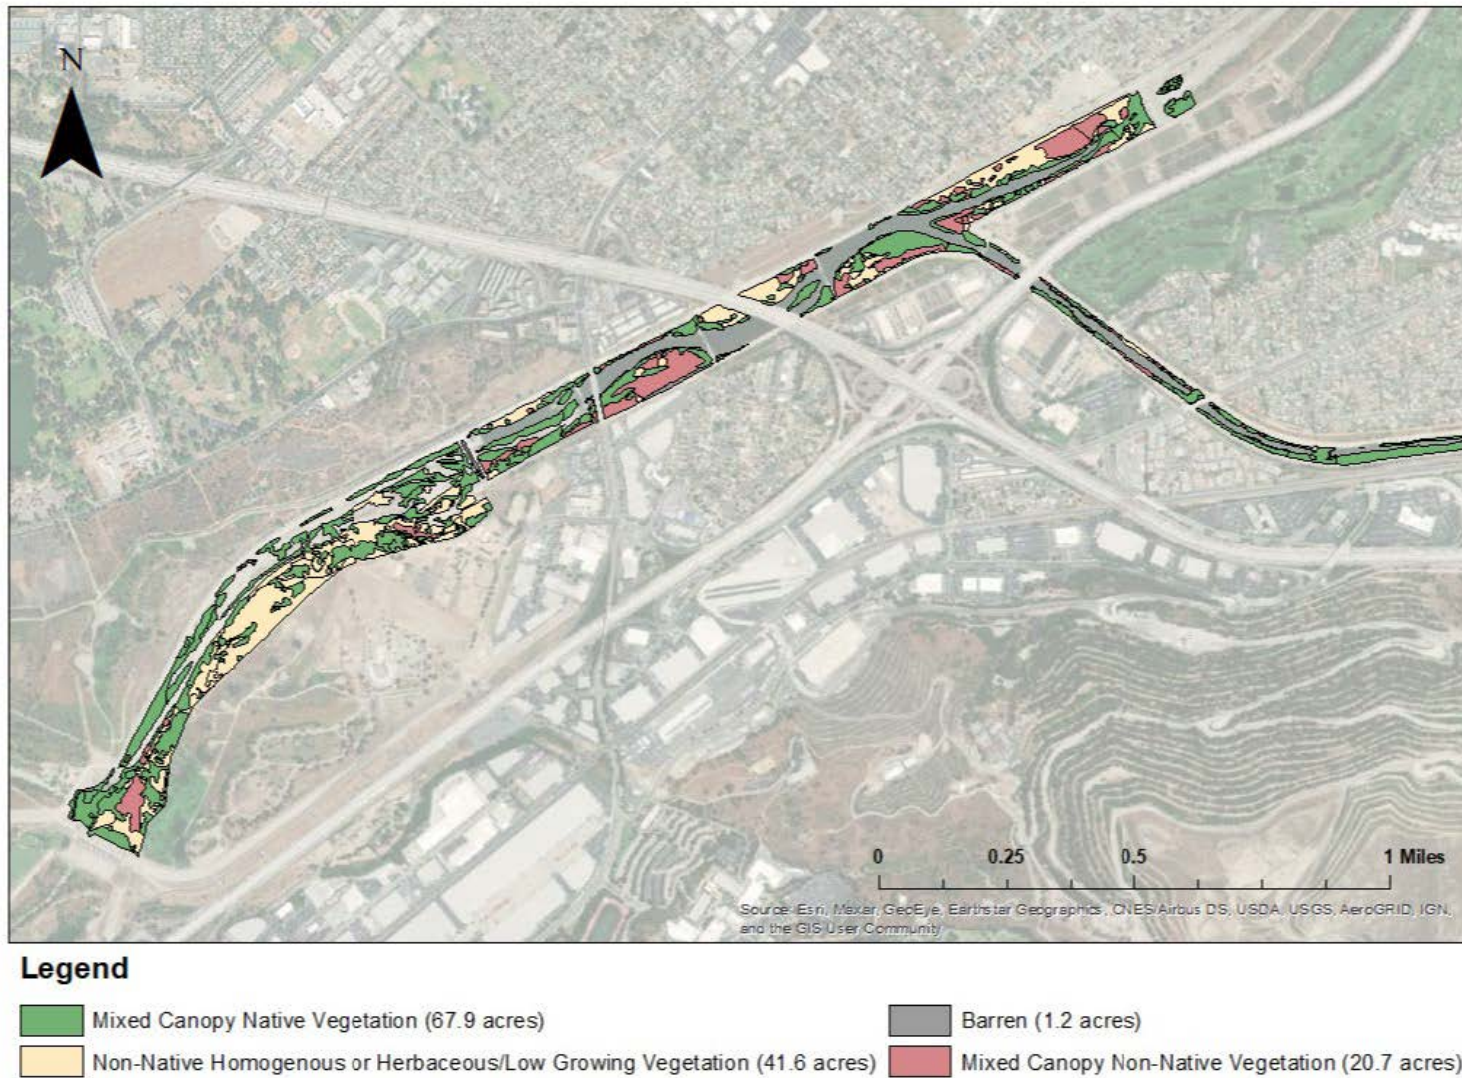 N
0 0.25 0.5 1 Miles
Source: Esri, Maxar, GeoEye, Earthstar Geographics, CNES/Airbus DS, USDA, USGS, AeroGRID, IGN,
and the GIS User Community
Legend
Mixed Canopy Native Vegetation (67.9 acres)
Barren (1.2 acres)
Non-Native Homogenous or Herbaceous/Low Growing Vegetation (41.6 acres)
Mixed Canopy Non-Native Vegetation (20.7 acres)